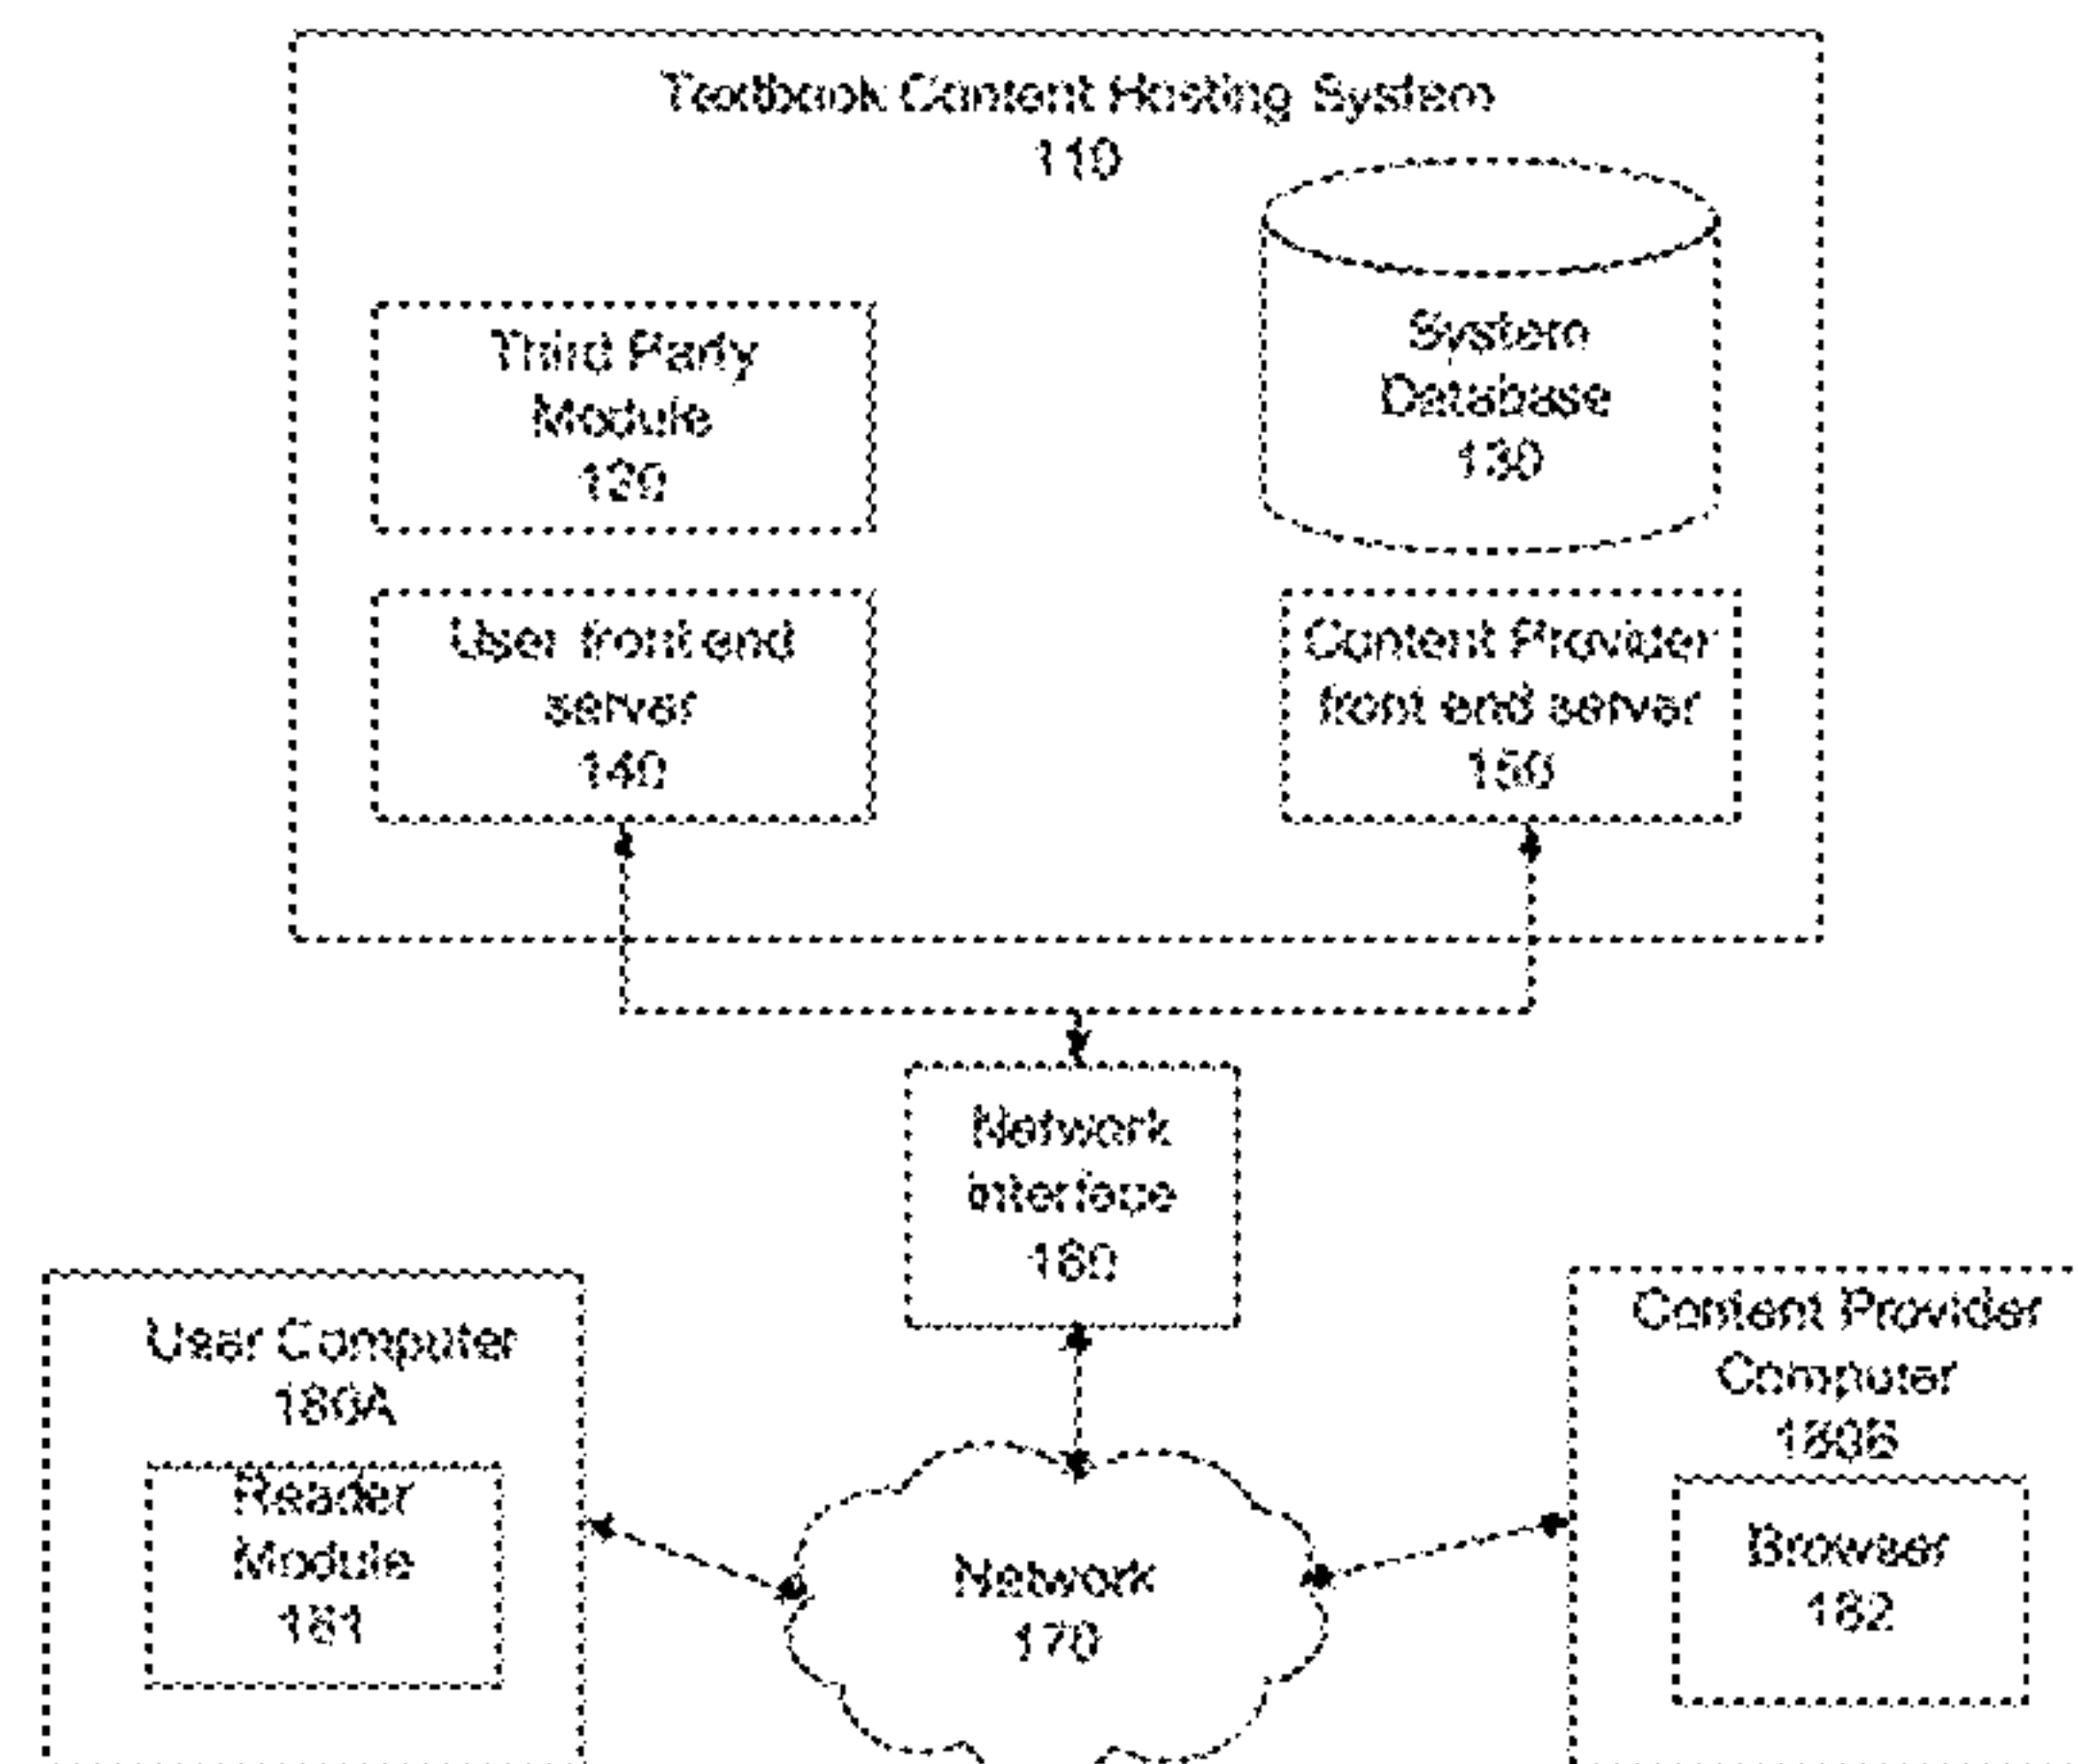 Textbook Content Hosting System
110
Third Party
Module
120
System
Database
130
User front end
server
140
Content Provider
front end server
150
Network
interface
160
User Computer
180A
Reader
Module
181
Network
170
Content Provider
Computer
180B
Browser
182